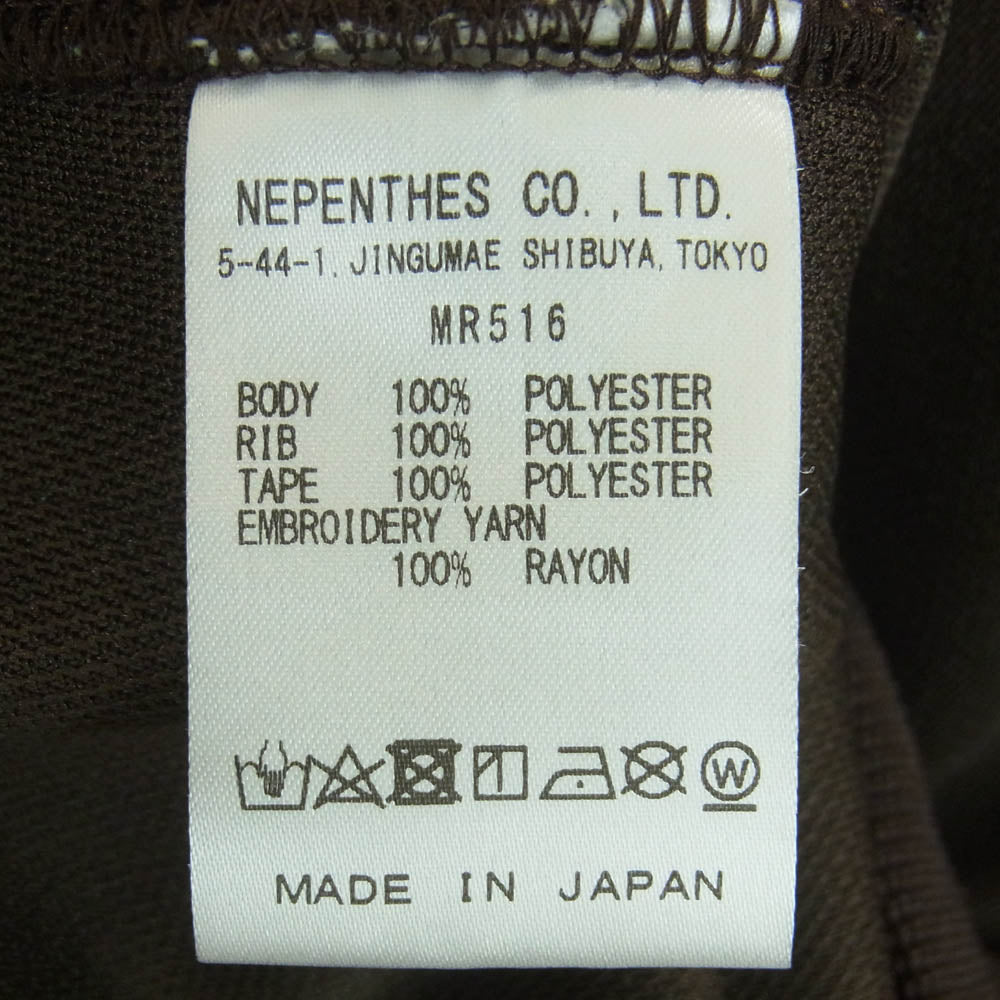 NEPENTHES CO.,LTD.
5-44-1, JINGUMAE SHIBUYA, TOKYO
MR516
BODY 100% POLYESTER
RIB 100% POLYESTER
TAPE 100% POLYESTER
EMBROIDERY YARN
100% RAYON
W
MADE IN JAPAN